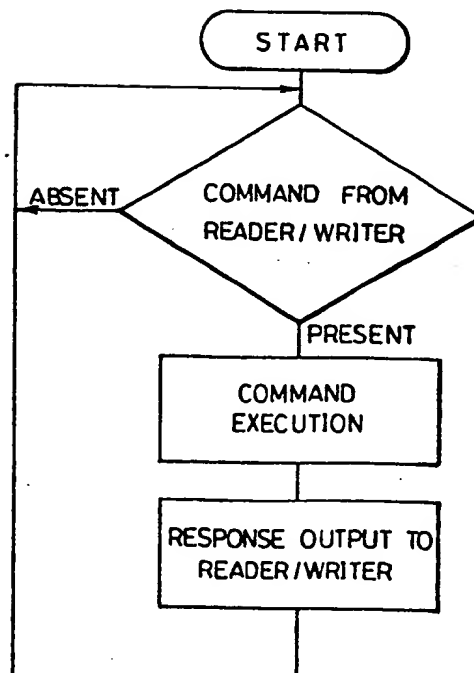 START
ABSENT
COMMAND FROM
READER/WRITER
PRESENT
COMMAND
EXECUTION
RESPONSE OUTPUT TO
READER/WRITER